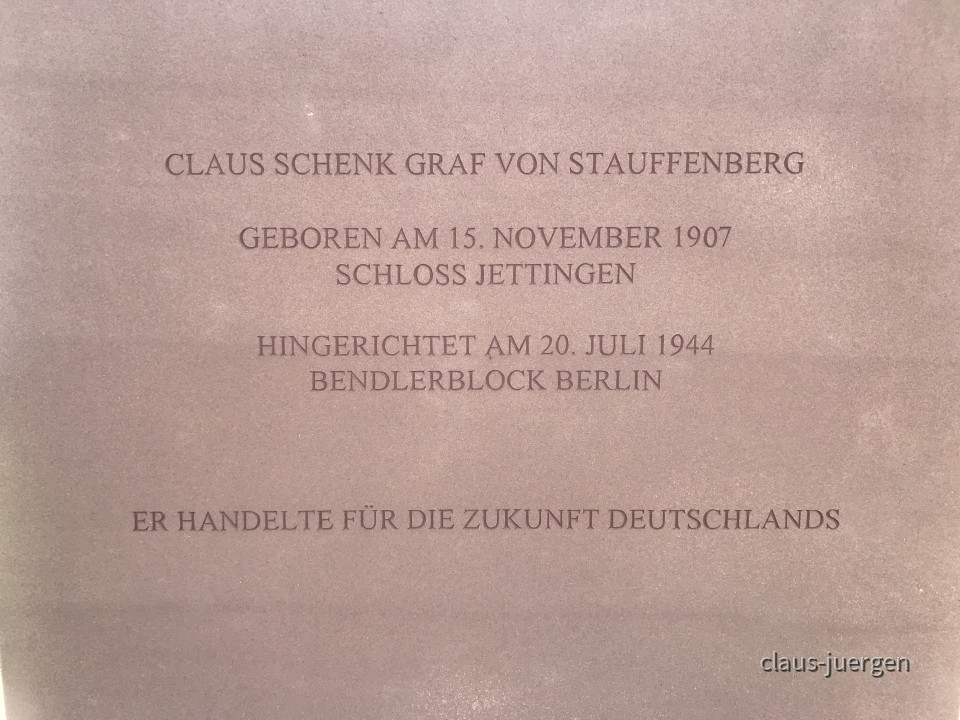 CLAUS SCHENK GRAF VON STAUFFENBERG
GEBOREN AM 15. NOVEMBER 1907
SCHLOSS JETTINGEN
HINGERICHTET AM 20. JULI 1944
BENDLERBLOCK BERLIN
ER HANDELTE FÜR DIE ZUKUNFT DEUTSCHLANDS
claus-juergen